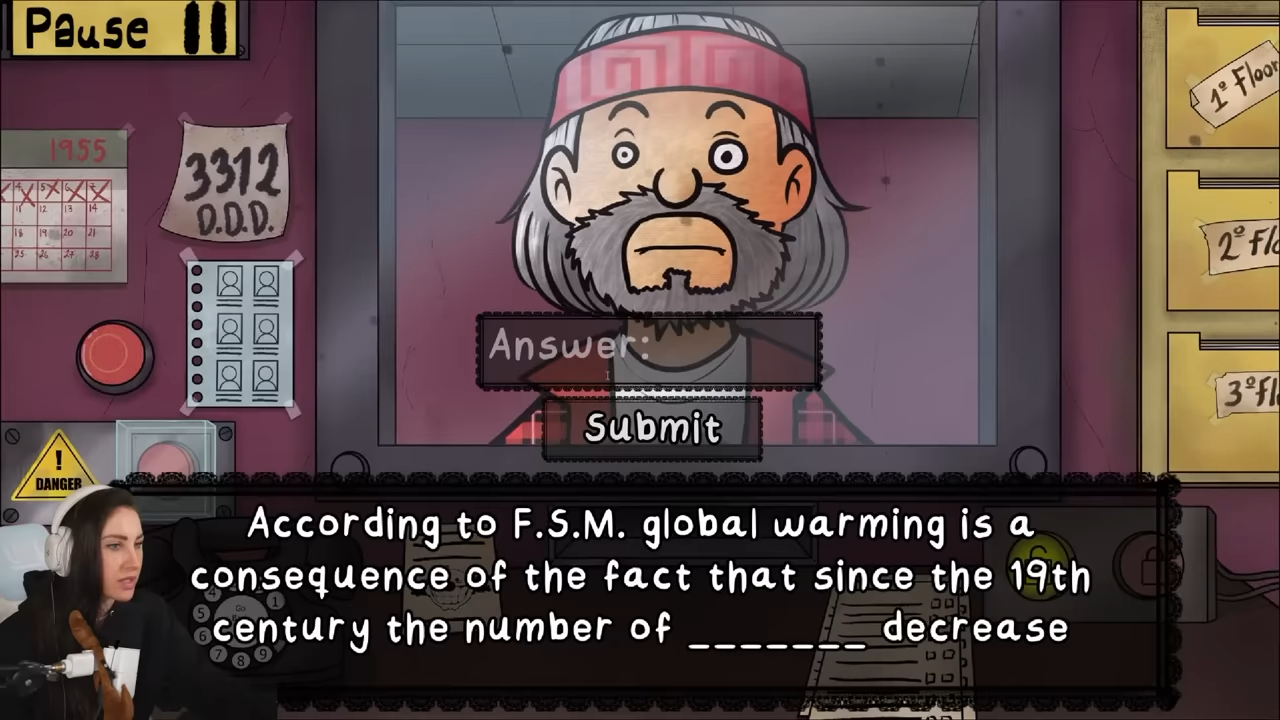 Pause
1955
3312
D.D.D.
1º Floor
2º Fl
3º Fl
Answer:
Submit
!
DANGER
According to F.S.M. global warming is a
consequence of the fact that since the 19th
century the number of _______ decrease